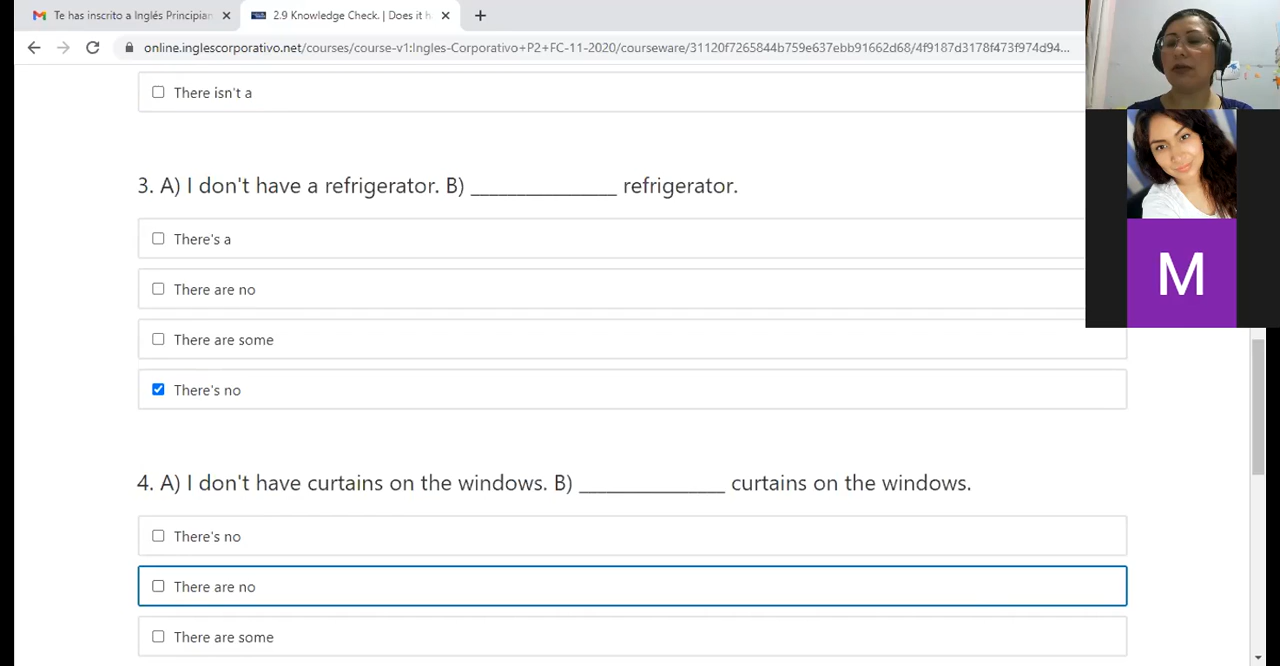 Te has inscrito a Inglés Principian
2.9 Knowledge Check. | Does it h
online.inglescorporativo.net/courses/course-v1:Ingles-Corporativo+P2+FC-11-2020/courseware/31120f7265844b759e637ebb91662d68/4f9187d3178f473f974d94...
There isn't a
3. A) I don't have a refrigerator. B) ______________ refrigerator.
There's a
There are no
There are some
There's no
4. A) I don't have curtains on the windows. B) ______________ curtains on the windows.
There's no
There are no
There are some
M